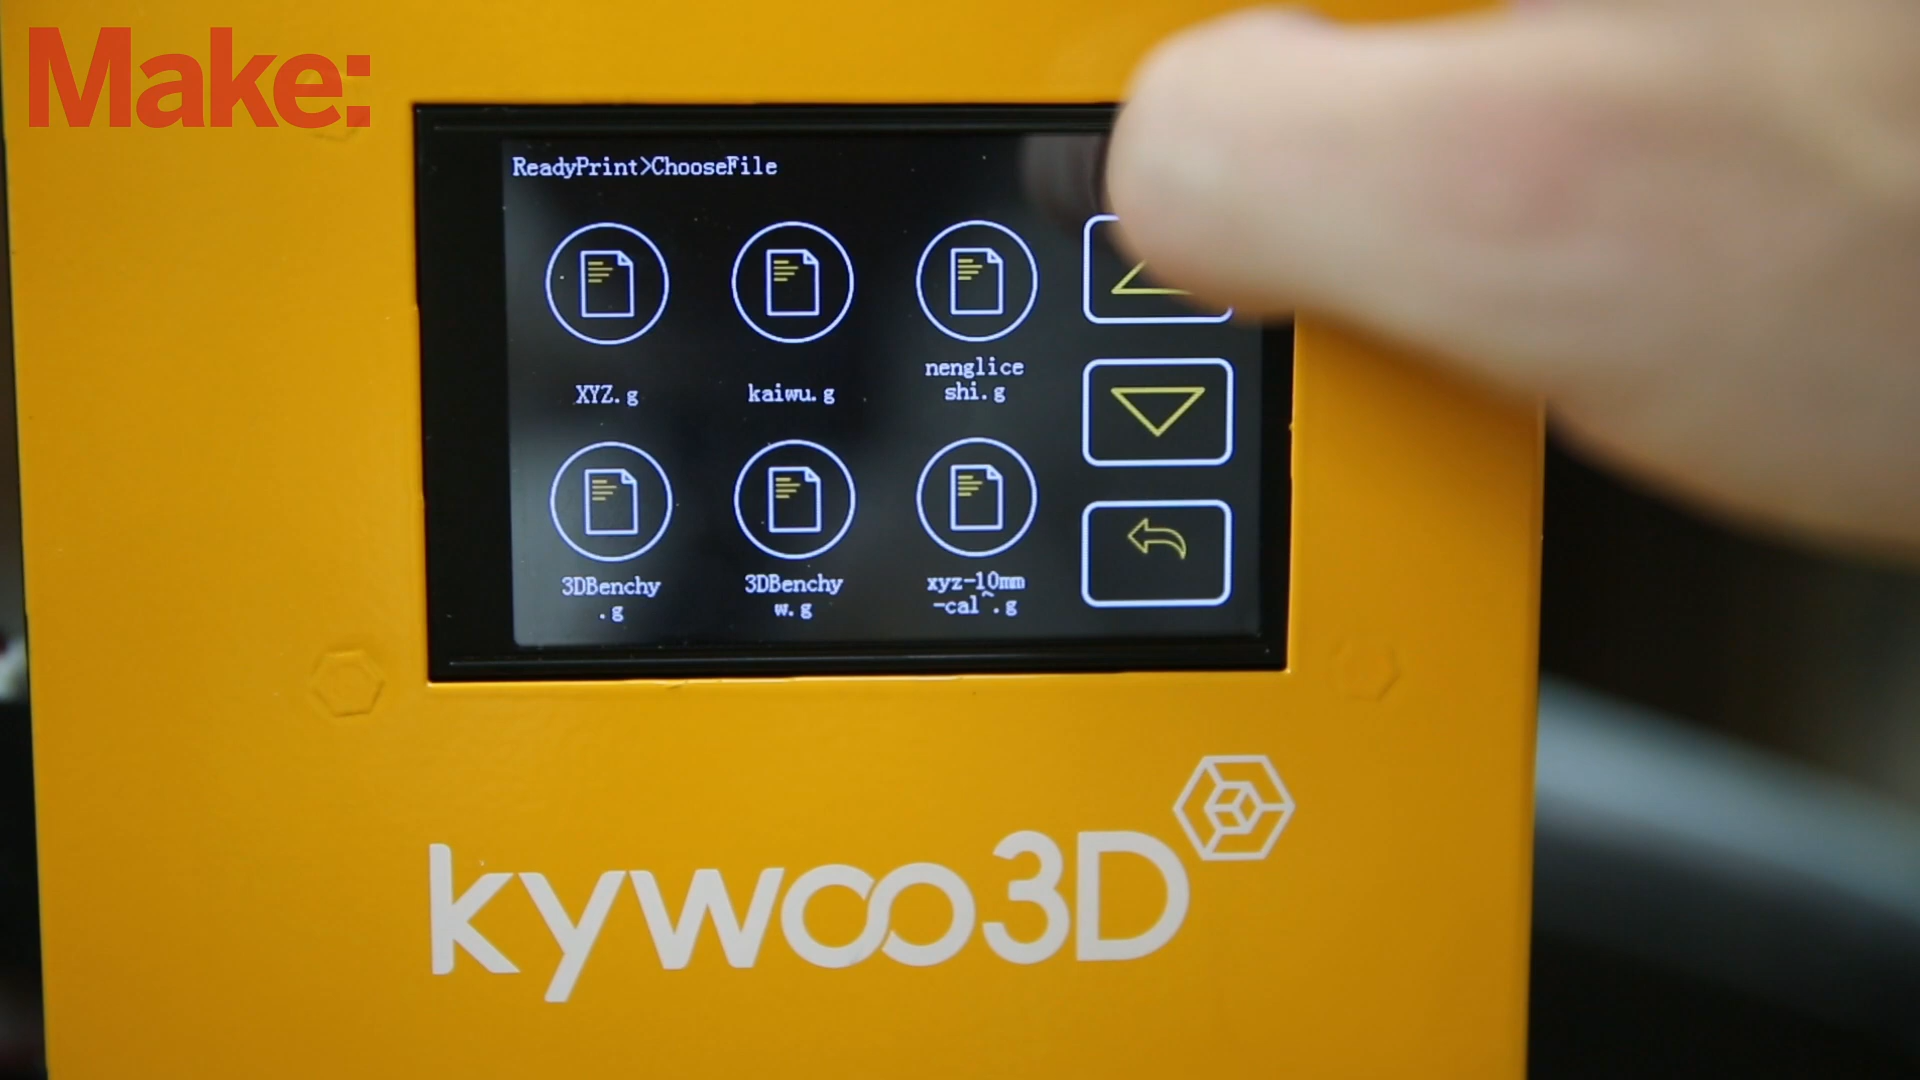 Make:
ReadyPrint>ChooseFile
XYZ.g
kaiwu.g
nenglice
shi.g
3DBenchy
.g
3DBenchy
w.g
xyz-10mm
-cal~.g
kywoo3D